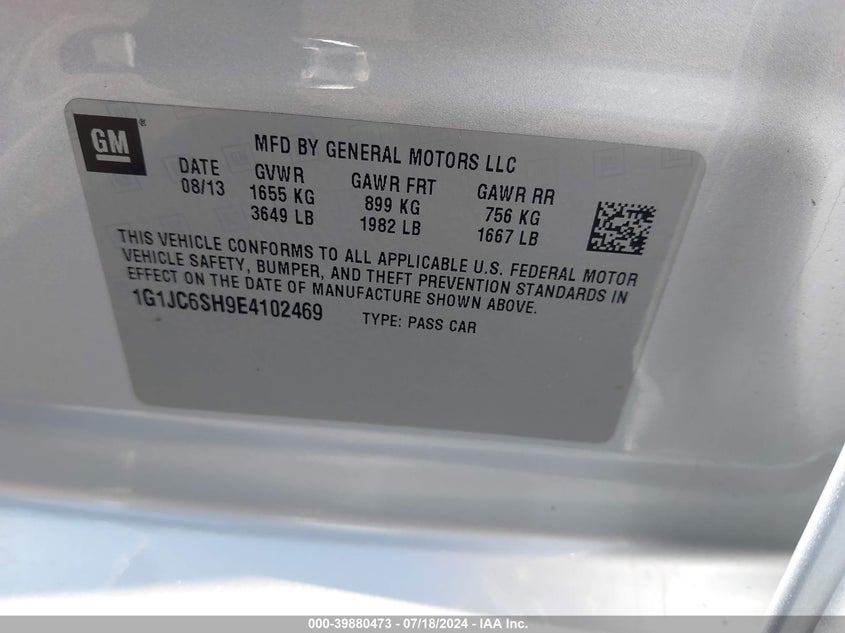 GM ®
MFD BY GENERAL MOTORS LLC
DATE GVWR GAWR FRT GAWR RR
08/13 1655 KG 899 KG 756 KG
3649 LB 1982 LB 1667 LB
THIS VEHICLE CONFORMS TO ALL APPLICABLE U.S. FEDERAL MOTOR
VEHICLE SAFETY, BUMPER, AND THEFT PREVENTION STANDARDS IN
EFFECT ON THE DATE OF MANUFACTURE SHOWN ABOVE.
1G1JC6SH9E4102469 TYPE: PASS CAR
000-39880473 - 07/18/2024 - IAA Inc.